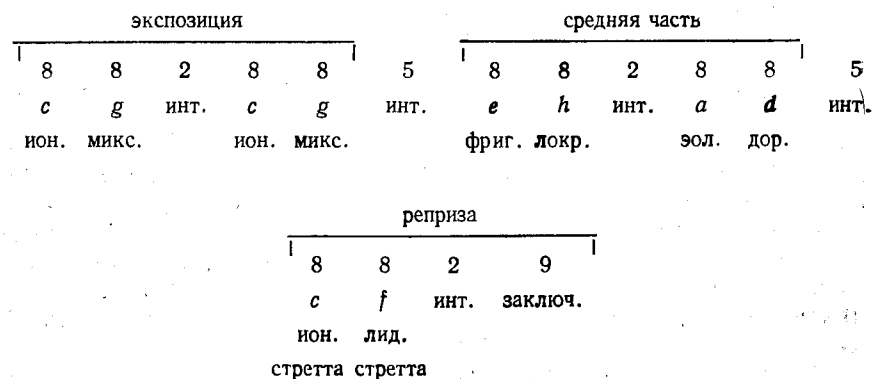 экспозиция средняя часть
8 8 2 8 8 5 8 8 2 8 8 5
c g инт. c g инт. e h инт. a d инт.
ион. микс. ион. микс. фриг. локр. эол. дор.
реприза
8 8 2 9
c f инт. заключ.
ион. лид.
стретта стретта